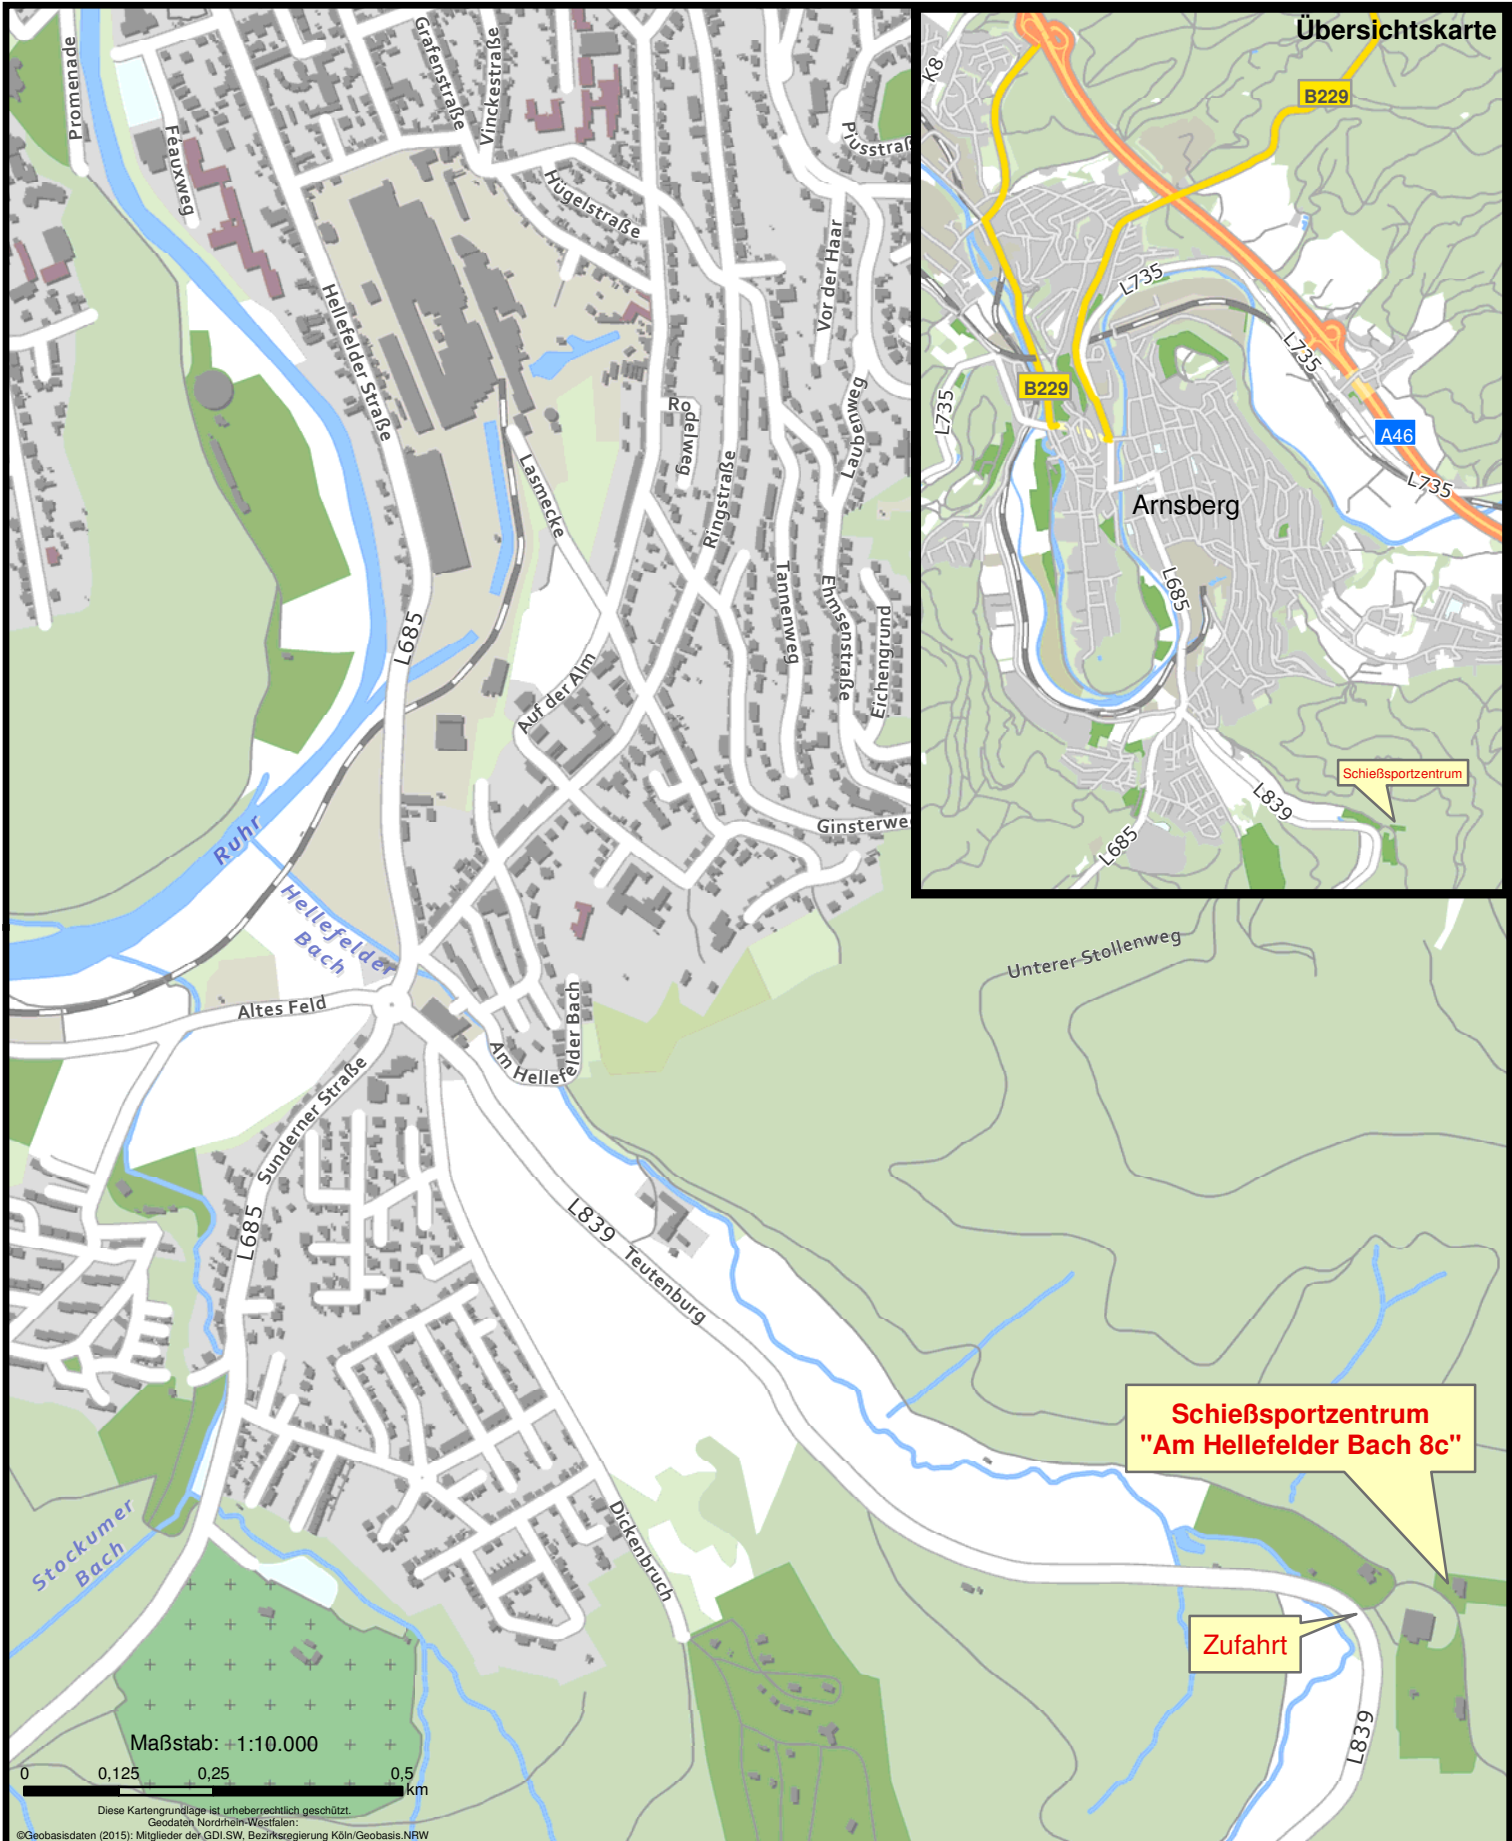 Übersichtskarte
K8
B229
L735
L735
B229
L735
A46
L735
Arnsberg
L685
Schießsportzentrum
L839
L685
Promenade
Feauxweg
Grafenstraße
Vinckestraße
Piusstraß
Hügelstraße
Vor der Haar
Hellefelder Straße
Ro
delweg
Laubeuweg
Lasmecke
Ringstraße
Tannenweg
Ehmsenstraße
Eichengrund
L685
Auf der Alm
Ginsterwe
Ruhr
Hellefelder
Bach
Unterer Stollenweg
Altes Feld
Am Hellefelder Bach
Sunderner Straße
L685
L839
Teutenburg
Schießsportzentrum
"Am Hellefelder Bach 8c"
Stockumer
Bach
Dickenbruch
Zufahrt
L839
Maßstab: 1:10.000
0 0,125 0,25 0,5
km
Diese Kartengrundlage ist urheberrechtlich geschützt.
Geodaten Nordrhein-Westfalen:
©Geobasisdaten (2015): Mitglieder der GDI.SW, Bezirksregierung Köln/Geobasis.NRW